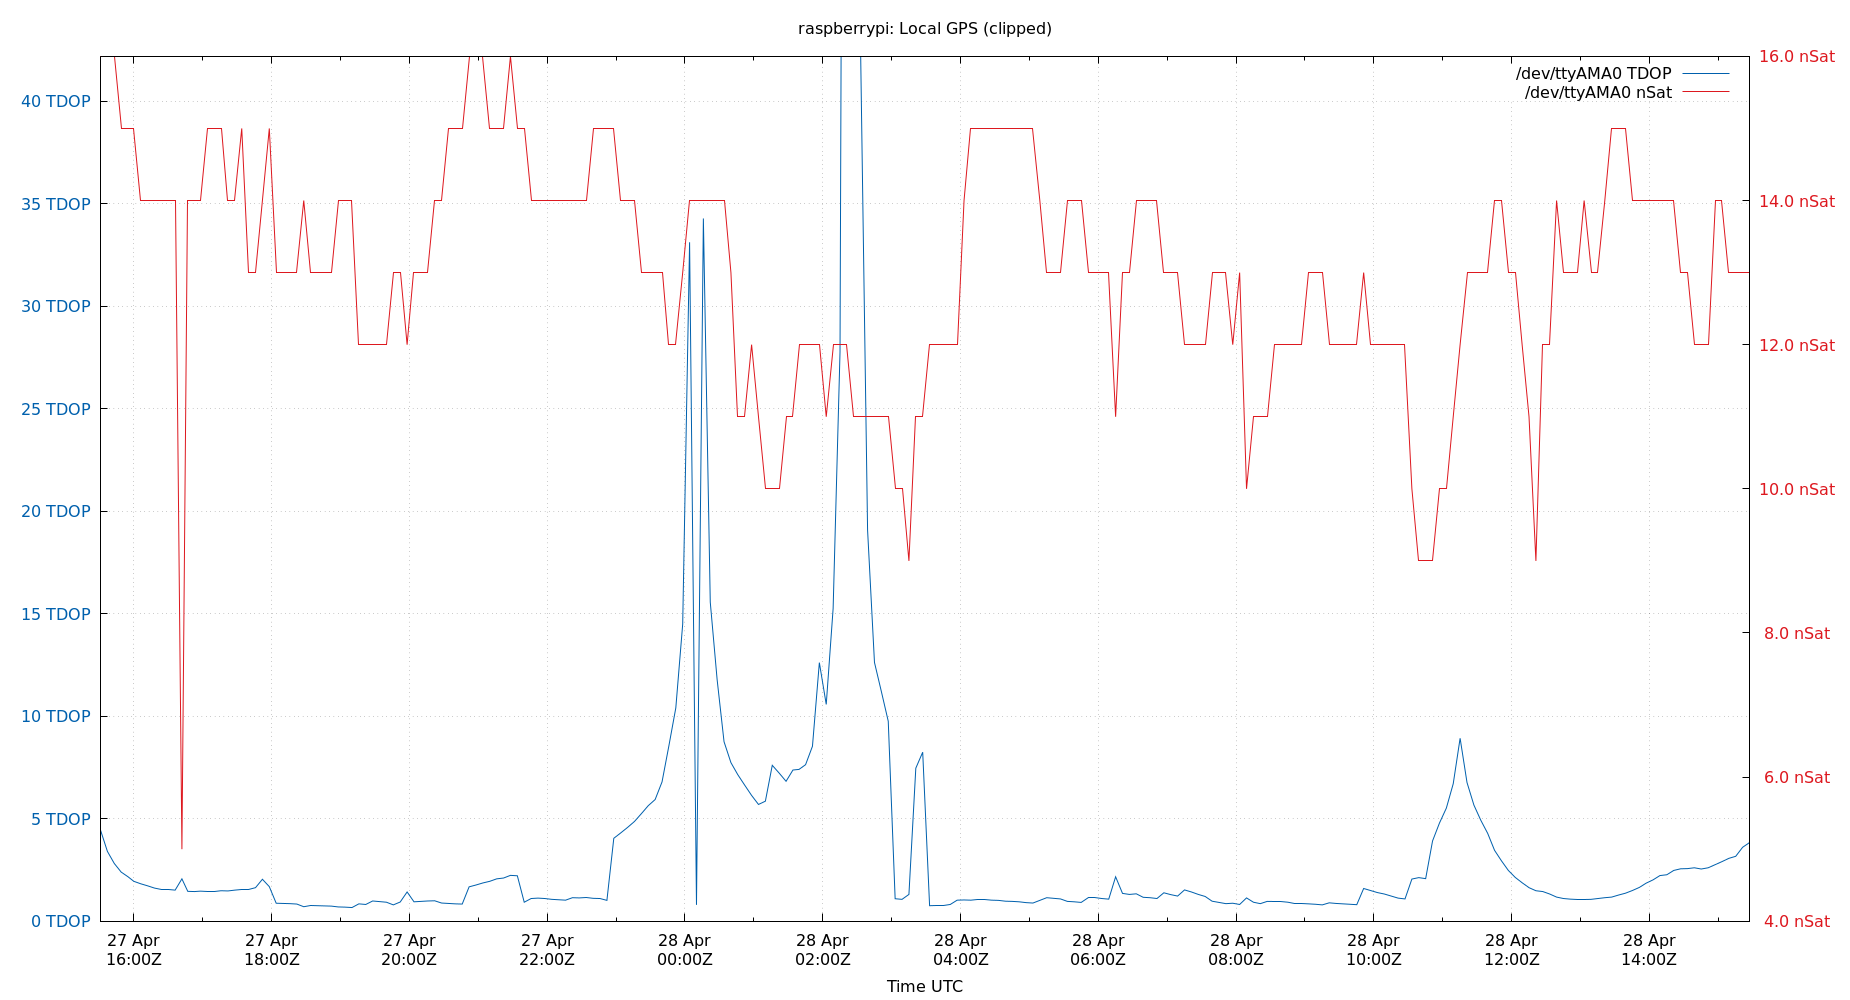 raspberrypi: Local GPS (clipped)
/dev/ttyAMA0 TDOP
/dev/ttyAMA0 nSat
40 TDOP
35 TDOP
30 TDOP
25 TDOP
20 TDOP
15 TDOP
10 TDOP
5 TDOP
0 TDOP
16.0 nSat
14.0 nSat
12.0 nSat
10.0 nSat
8.0 nSat
6.0 nSat
4.0 nSat
27 Apr
16:00Z
27 Apr
18:00Z
27 Apr
20:00Z
27 Apr
22:00Z
28 Apr
00:00Z
28 Apr
02:00Z
28 Apr
04:00Z
28 Apr
06:00Z
28 Apr
08:00Z
28 Apr
10:00Z
28 Apr
12:00Z
28 Apr
14:00Z
Time UTC